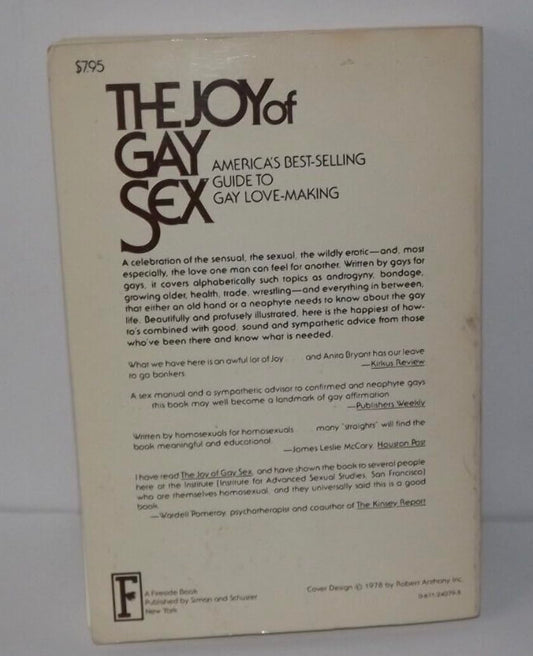 $7.95
THE JOY of
GAY
SEX
AMERICA'S BEST-SELLING
GUIDE TO
GAY LOVE-MAKING
A celebration of the sensual, the sexual, the wildly erotic—and, most
especially, the love one man can feel for another. Written by gays for
gays, it covers alphabetically such topics as androgyny, bondage,
growing older, health, trade, wrestling—and everything in between,
that either an old hand or a neophyte needs to know about the gay
life. Beautifully and profusely illustrated, here is the happiest of how-
to's combined with good, sound and sympathetic advice from those
who've been there and know what is needed.
What we have here is an awful lot of Joy . . . and Anita Bryant has our leave
to go bonkers.
—Kirkus Review
A sex manual and a sympathetic advisor to confirmed and neophyte gays
this book may well become a landmark of gay affirmation.
—Publishers Weekly
Written by homosexuals for homosexuals . . . many "straights" will find the
book meaningful and educational.
—James Leslie McCary, Houston Post
I have read The Joy of Gay Sex, and have shown the book to several people
here at the Institute [Institute for Advanced Sexual Studies, San Francisco]
who are themselves homosexual, and they universally said this is a good
book.
—Wardell Pomeroy, psychotherapist and coauthor of The Kinsey Report
F
A Fireside Book
Published by Simon and Schuster
New York
Cover Design © 1978 by Robert Anthony Inc.
0-671-24079-X